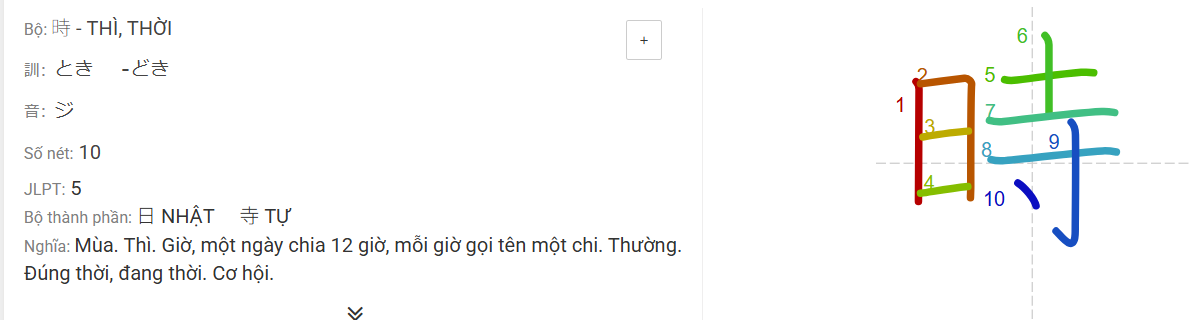 Bộ: 時 - THÌ, THỜI
+
訓: とき -どき
音: ジ
Số nét: 10
JLPT: 5
Bộ thành phần: 日 NHẬT 寺 TỰ
Nghĩa: Mùa. Thì. Giờ, một ngày chia 12 giờ, mỗi giờ gọi tên một chi. Thường.
Đúng thời, đang thời. Cơ hội.
時
1
2
3
4
5
6
7
8
9
10